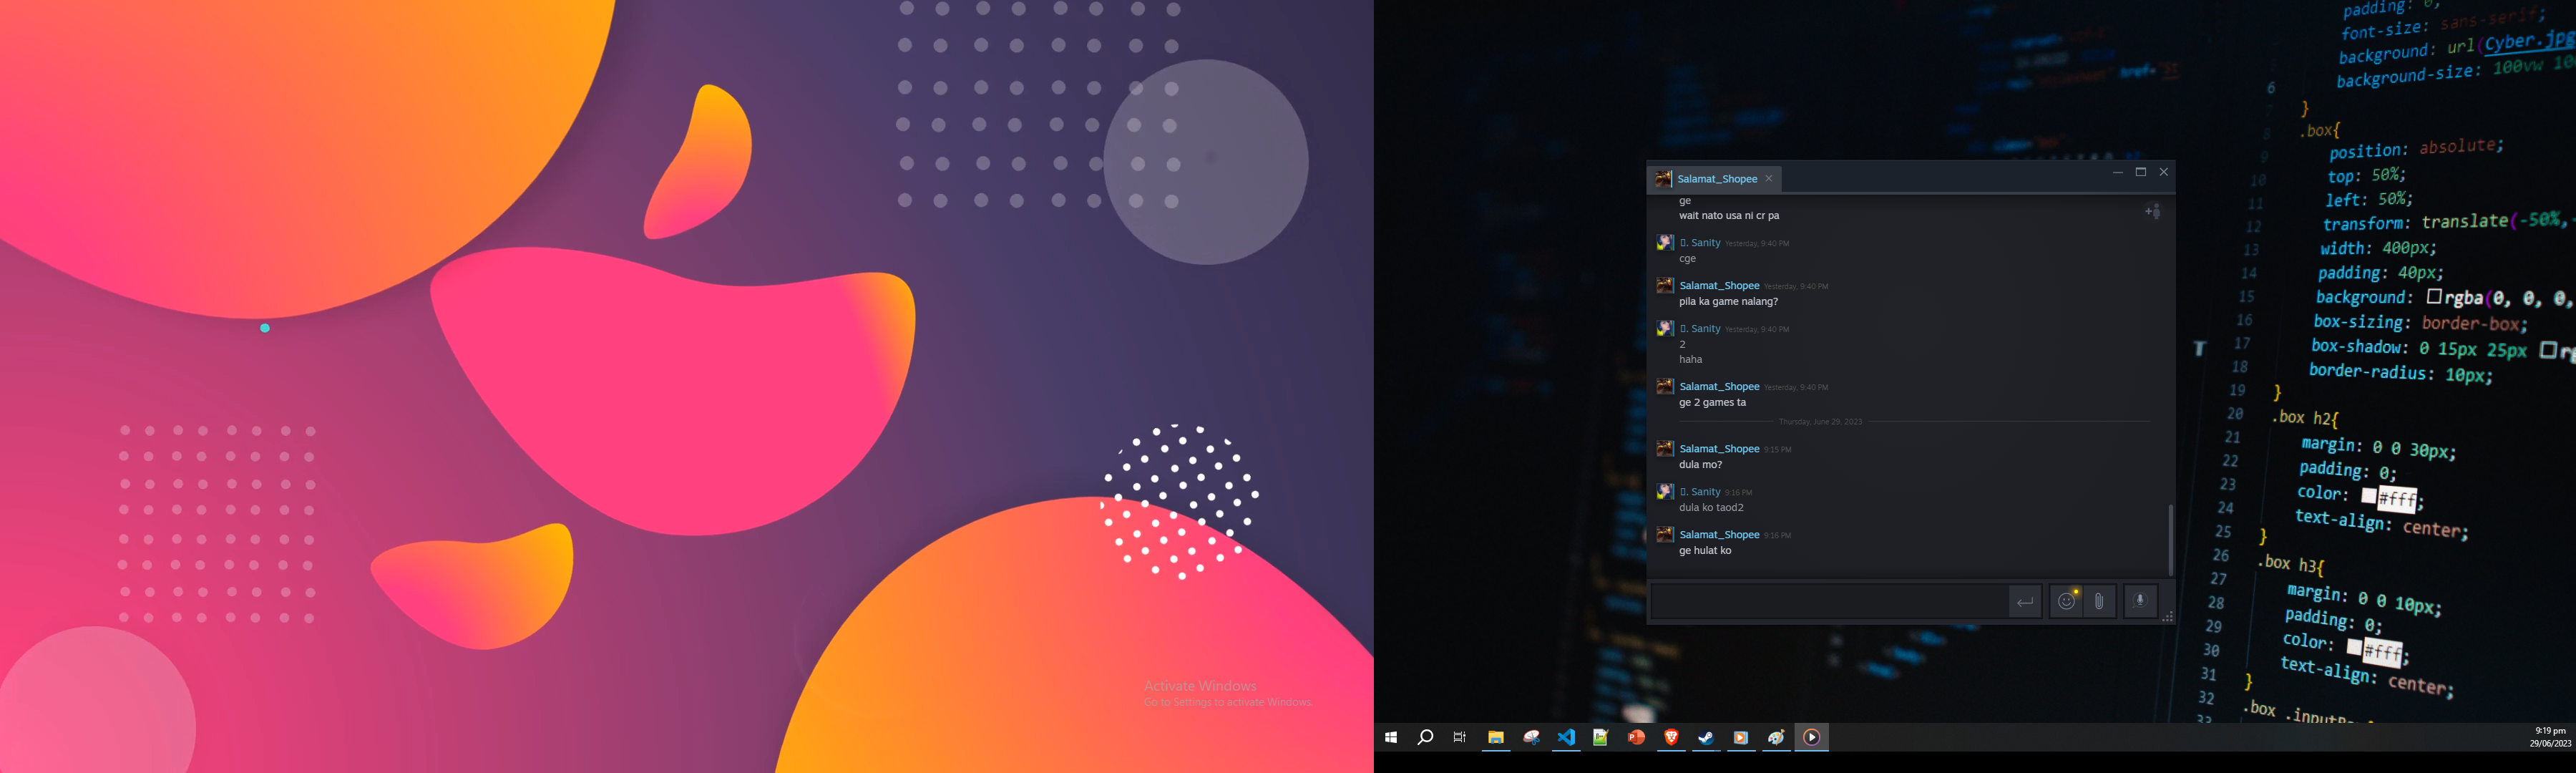 Activate Windows
Go to Settings to activate Windows.
Salamat_Shopee
ge
wait nato usa ni cr pa
. Sanity Yesterday, 9:40 PM
cge
Salamat_Shopee Yesterday, 9:40 PM
pila ka game nalang?
. Sanity Yesterday, 9:40 PM
2
haha
Salamat_Shopee Yesterday, 9:40 PM
ge 2 games ta
Thursday, June 29, 2023
Salamat_Shopee 9:15 PM
dula mo?
. Sanity 9:16 PM
dula ko taod2
Salamat_Shopee 9:16 PM
ge hulat ko
padding: 0;
font-size: sans-serif;
background: url(Cyber.jpg
6 background-size: 100vw 10
7 }
8 .box{
9 position: absolute;
10 top: 50%;
11 left: 50%;
12 transform: translate(-50%,-
13 width: 400px;
14 padding: 40px;
15 background: rgba(0, 0, 0,
16 box-sizing: border-box;
17 box-shadow: 0 15px 25px rg
18 border-radius: 10px;
19 }
20 .box h2{
21 margin: 0 0 30px;
22 padding: 0;
23 color: #fff;
24 text-align: center;
25 }
26 .box h3{
27 margin: 0 0 10px;
28 padding: 0;
29 color: #fff;
30 text-align: center;
31 }
32 .box .inputBox{
33
9:19 pm
29/06/2023